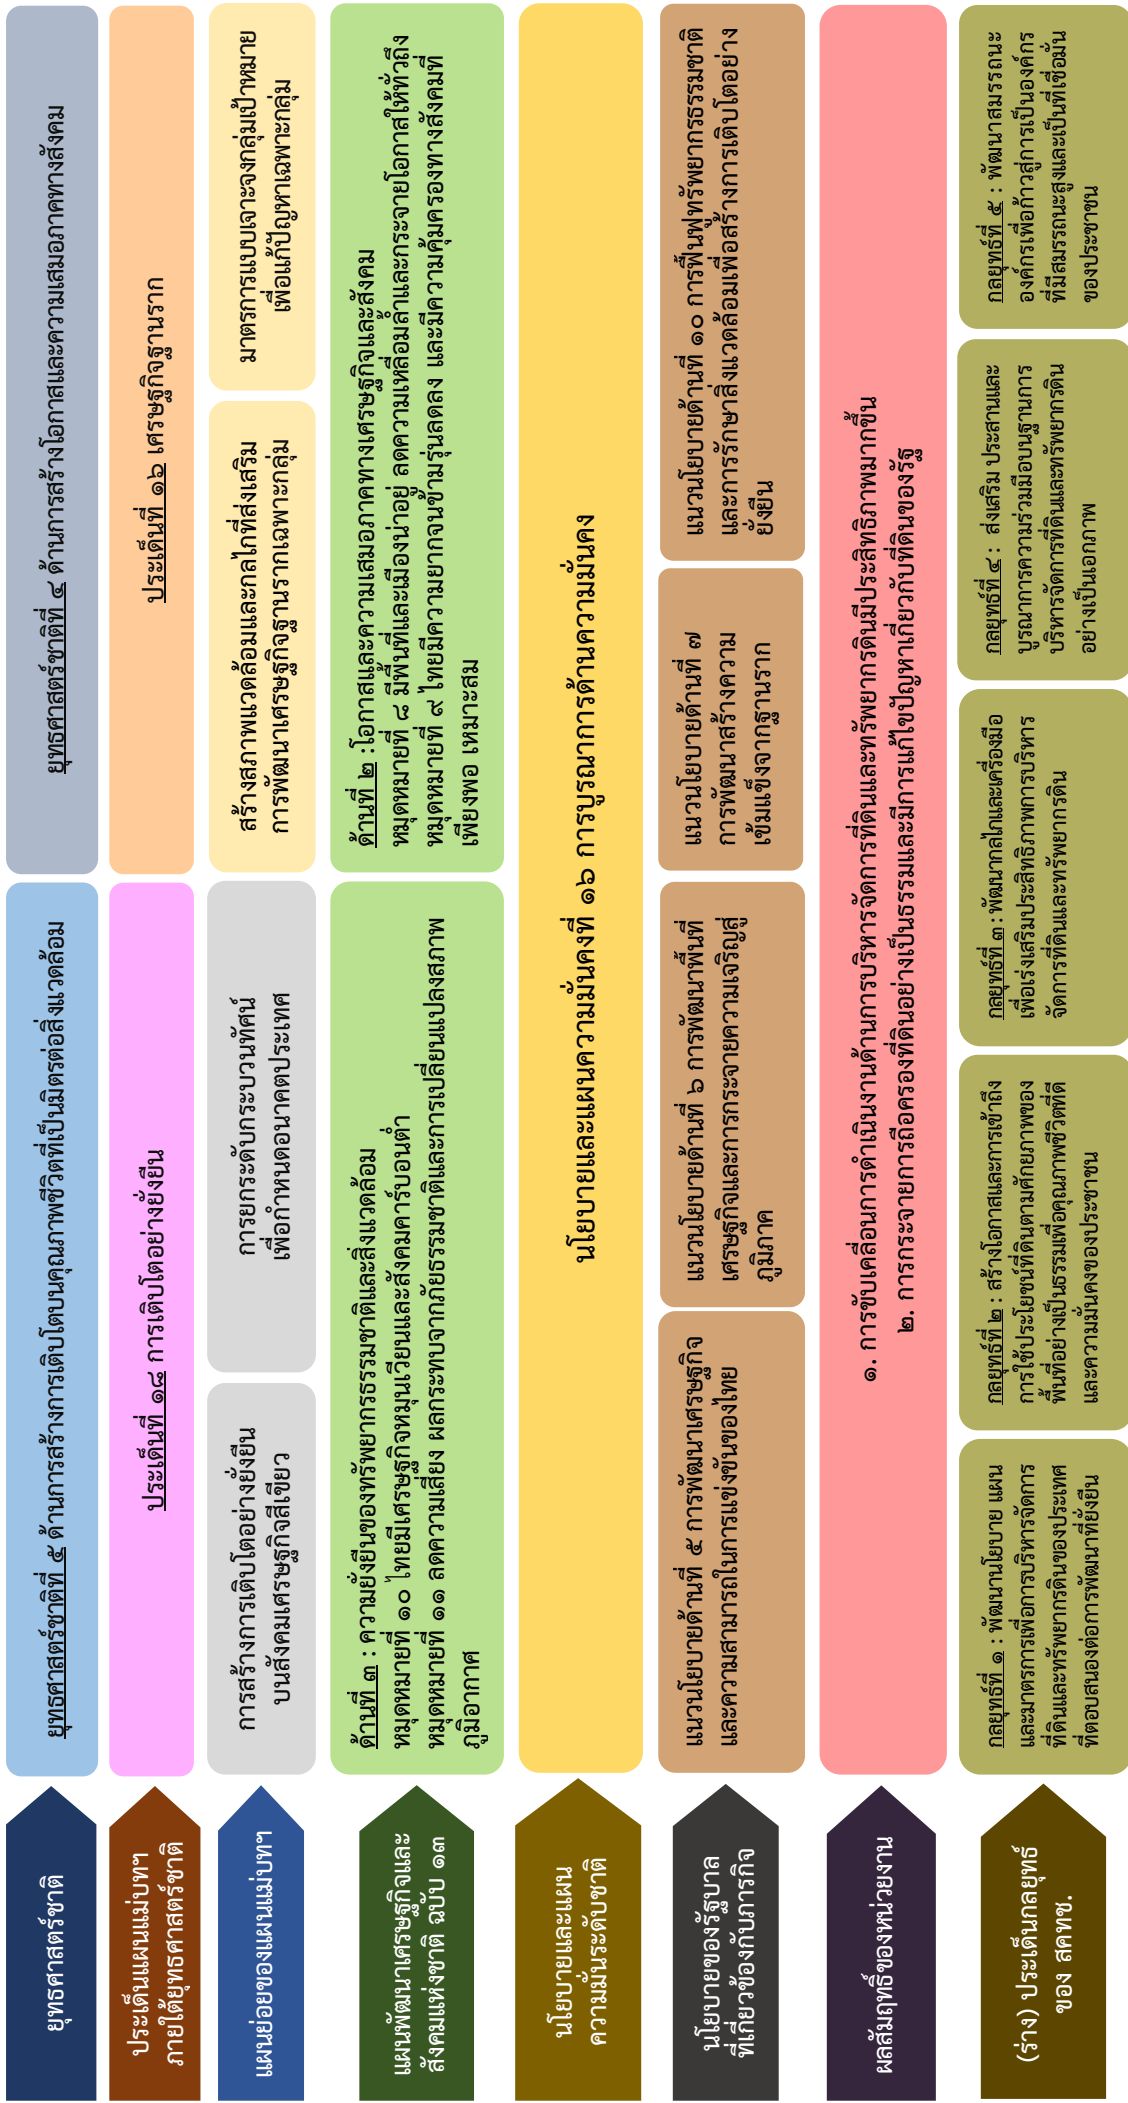 ยุทธศาสตร์ชาติ
ยุทธศาสตร์ชาติที่ ๕ ด้านการสร้างการเติบโตบนคุณภาพชีวิตที่เป็นมิตรต่อสิ่งแวดล้อม
ยุทธศาสตร์ชาติที่ ๔ ด้านการสร้างโอกาสและความเสมอภาคทางสังคม
ประเด็นแผนแม่บทฯ
ภายใต้ยุทธศาสตร์ชาติ
ประเด็นที่ ๑๘ การเติบโตอย่างยั่งยืน
ประเด็นที่ ๑๖ เศรษฐกิจฐานราก
แผนย่อยของแผนแม่บทฯ
การสร้างการเติบโตอย่างยั่งยืน
บนสังคมเศรษฐกิจสีเขียว
การยกระดับกระบวนทัศน์
เพื่อกำหนดอนาคตประเทศ
สร้างสภาพแวดล้อมและกลไกที่ส่งเสริม
การพัฒนาเศรษฐกิจฐานรากเฉพาะกลุ่ม
มาตรการแบบเจาะจงกลุ่มเป้าหมาย
เพื่อแก้ปัญหาเฉพาะกลุ่ม
แผนพัฒนาเศรษฐกิจและ
สังคมแห่งชาติ ฉบับ ๑๓
ด้านที่ ๓ : ความยั่งยืนของทรัพยากรธรรมชาติและสิ่งแวดล้อม
หมุดหมายที่ ๑๐ ไทยมีเศรษฐกิจหมุนเวียนและสังคมคาร์บอนต่ำ
หมุดหมายที่ ๑๑ ลดความเสี่ยง ผลกระทบจากภัยธรรมชาติและการเปลี่ยนแปลงสภาพ
ภูมิอากาศ
ด้านที่ ๒ :โอกาสและความเสมอภาคทางเศรษฐกิจและสังคม
หมุดหมายที่ ๘ มีพื้นที่และเมืองน่าอยู่ ลดความเหลื่อมล้ำและกระจายโอกาสให้ทั่วถึง
หมุดหมายที่ ๙ ไทยมีความยากจนข้ามรุ่นลดลง และมีความคุ้มครองทางสังคมที่
เพียงพอ เหมาะสม
นโยบายและแผน
ความมั่นระดับชาติ
นโยบายและแผนความมั่นคงที่ ๑๖ การบูรณาการด้านความมั่นคง
นโยบายของรัฐบาล
ที่เกี่ยวข้องกับภารกิจ
แนวนโยบายด้านที่ ๕ การพัฒนาเศรษฐกิจ
และความสามารถในการแข่งขันของไทย
แนวนโยบายด้านที่ ๖ การพัฒนาพื้นที่
เศรษฐกิจและการกระจายความเจริญสู่
ภูมิภาค
แนวนโยบายด้านที่ ๗
การพัฒนาสร้างความ
เข้มแข็งจากฐานราก
แนวนโยบายด้านที่ ๑๐ การฟื้นฟูทรัพยากรธรรมชาติ
และการรักษาสิ่งแวดล้อมเพื่อสร้างการเติบโตอย่าง
ยั่งยืน
ผลสัมฤทธิ์ของหน่วยงาน
๑. การขับเคลื่อนการดำเนินงานด้านการบริหารจัดการที่ดินและทรัพยากรดินมีประสิทธิภาพมากขึ้น
๒. การกระจายการถือครองที่ดินอย่างเป็นธรรมและมีการแก้ไขปัญหาเกี่ยวกับที่ดินของรัฐ
(ร่าง) ประเด็นกลยุทธ์
ของ สคทช.
กลยุทธ์ที่ ๑ : พัฒนานโยบาย แผน
และมาตรการเพื่อการบริหารจัดการ
ที่ดินและทรัพยากรดินของประเทศ
ที่ตอบสนองต่อการพัฒนาที่ยั่งยืน
กลยุทธ์ที่ ๒ : สร้างโอกาสและการเข้าถึง
การใช้ประโยชน์ที่ดินตามศักยภาพของ
พื้นที่อย่างเป็นธรรมเพื่อคุณภาพชีวิตที่ดี
และความมั่นคงของประชาชน
กลยุทธ์ที่ ๓ : พัฒนากลไกและเครื่องมือ
เพื่อเร่งเสริมประสิทธิภาพการบริหาร
จัดการที่ดินและทรัพยากรดิน
กลยุทธ์ที่ ๔ : ส่งเสริม ประสานและ
บูรณาการความร่วมมือบนฐานการ
บริหารจัดการที่ดินและทรัพยากรดิน
อย่างเป็นเอกภาพ
กลยุทธ์ที่ ๕ : พัฒนาสมรรถนะ
องค์กรเพื่อก้าวสู่การเป็นองค์กร
ที่มีสมรรถนะสูงและเป็นที่เชื่อมั่น
ของประชาชน